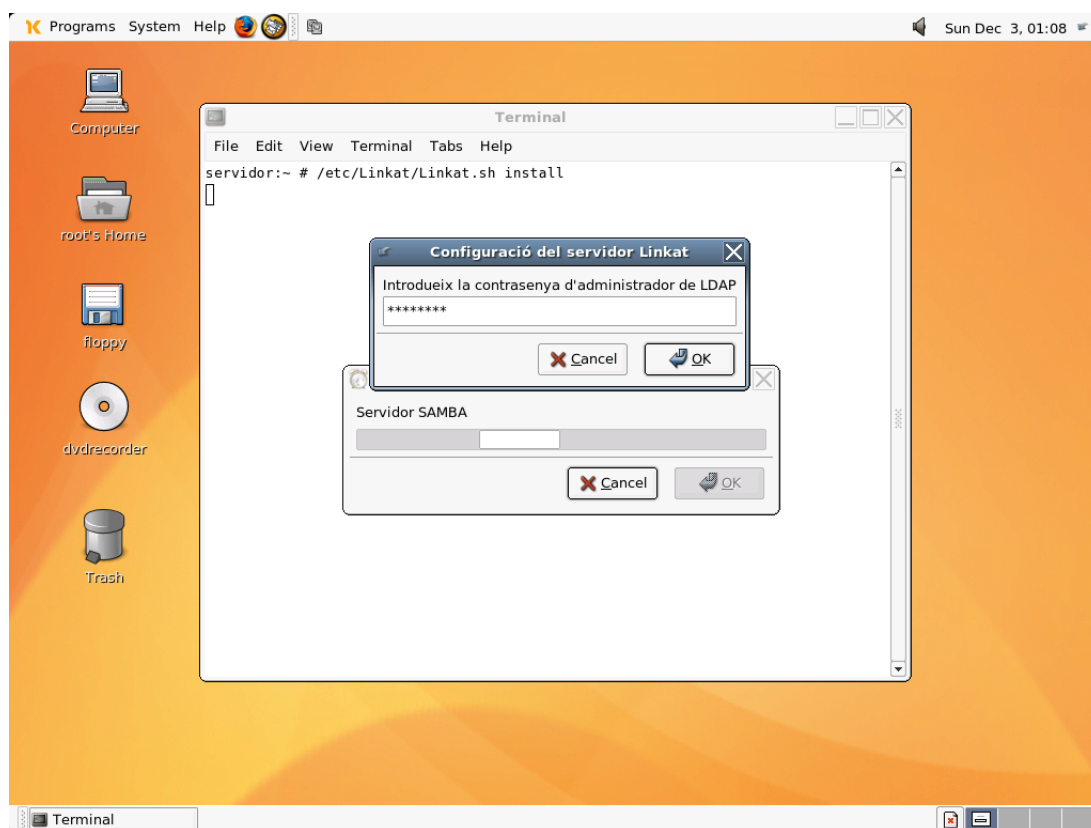 Programs System Help
Sun Dec 3, 01:08
Computer
root's Home
floppy
dvdrecorder
Trash
Terminal
File Edit View Terminal Tabs Help
servidor:~ # /etc/Linkat/Linkat.sh install
Configuració del servidor Linkat
Introdueix la contrasenya d'administrador de LDAP
********
Cancel OK
Servidor SAMBA
Cancel OK
Terminal